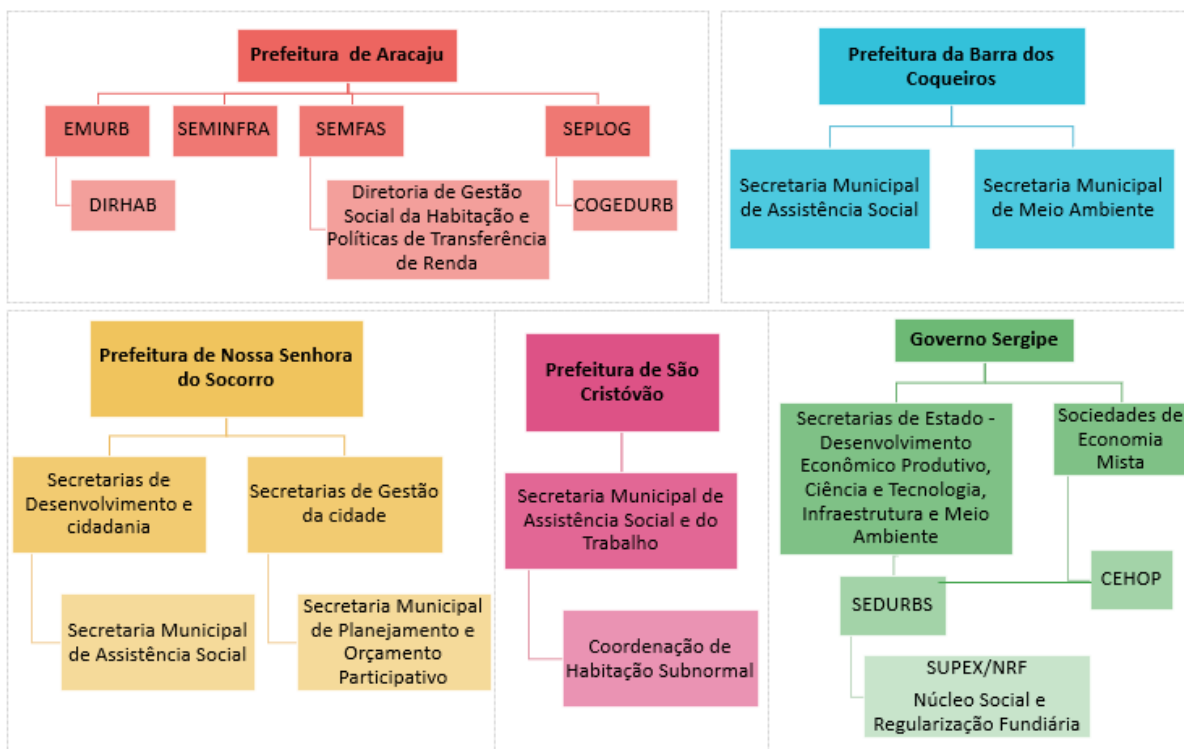 Prefeitura de Aracaju
EMURB
SEMINFRA
SEMFAS
SEPLOG
DIRHAB
Diretoria de Gestão
Social da Habitação e
Políticas de Transferência
de Renda
COGEDURB
Prefeitura da Barra dos
Coqueiros
Secretaria Municipal
de Assistência Social
Secretaria Municipal
de Meio Ambiente
Prefeitura de Nossa Senhora
do Socorro
Secretarias de
Desenvolvimento e
cidadania
Secretarias de Gestão
da cidade
Secretaria Municipal
de Assistência Social
Secretaria Municipal
de Planejamento e
Orçamento
Participativo
Prefeitura de São
Cristóvão
Secretaria Municipal de
Assistência Social e do
Trabalho
Coordenação de
Habitação Subnormal
Governo Sergipe
Secretarias de Estado -
Desenvolvimento
Econômico Produtivo,
Ciência e Tecnologia,
Infraestrutura e Meio
Ambiente
Sociedades de
Economia
Mista
SEDURBS
CEHOP
SUPEX/NRF
Núcleo Social e
Regularização Fundiária